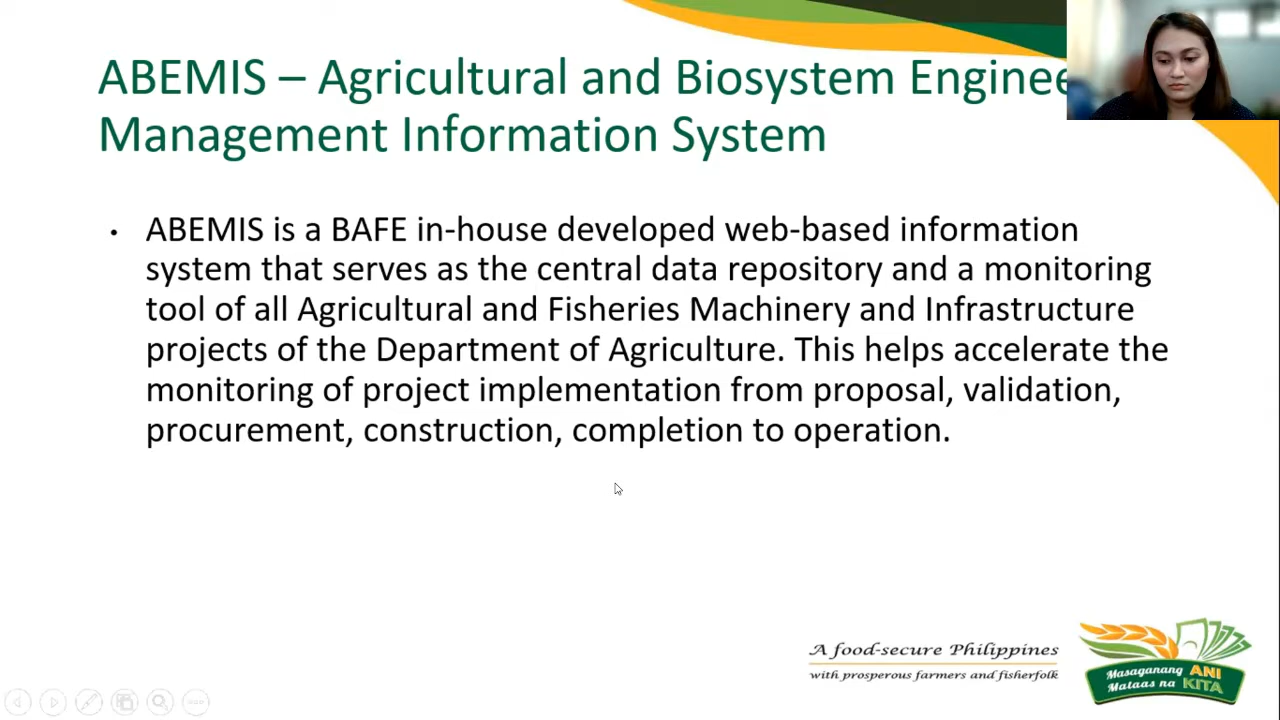 ABEMIS – Agricultural and Biosystem Enginee
Management Information System
• ABEMIS is a BAFE in-house developed web-based information
system that serves as the central data repository and a monitoring
tool of all Agricultural and Fisheries Machinery and Infrastructure
projects of the Department of Agriculture. This helps accelerate the
monitoring of project implementation from proposal, validation,
procurement, construction, completion to operation.
A food-secure Philippines
with prosperous farmers and fisherfolk
Masaganang ANI
Mataas na KITA